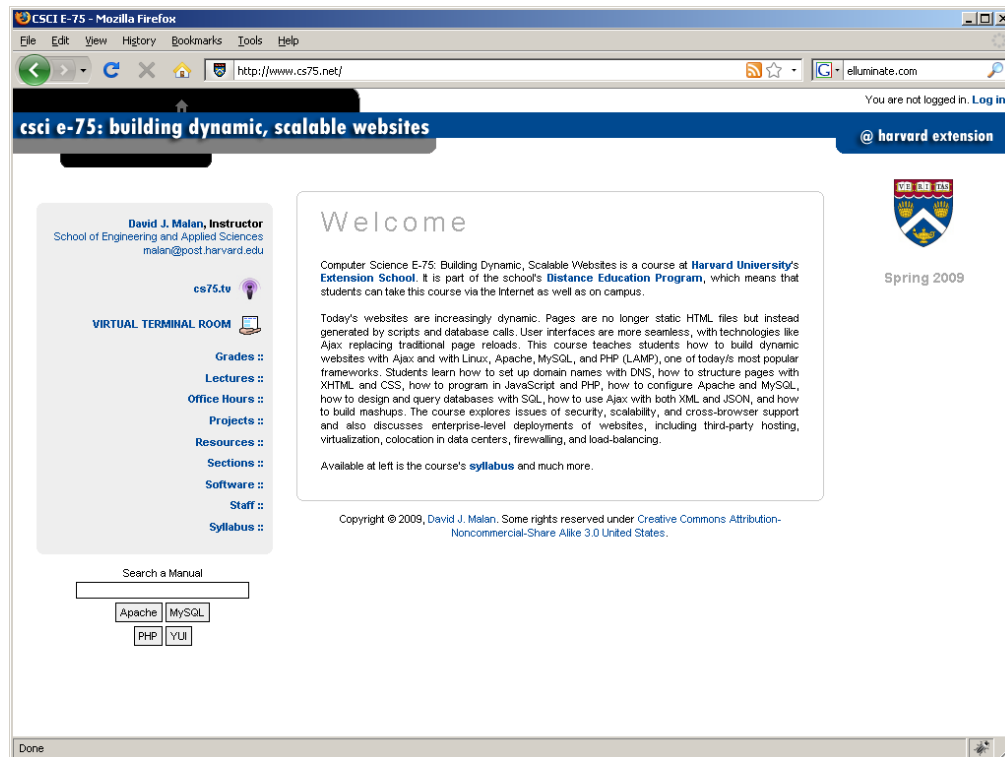 CSCI E-75 - Mozilla Firefox
File Edit View History Bookmarks Tools Help
http://www.cs75.net/
G
elluminate.com
You are not logged in. Log in
csci e-75: building dynamic, scalable websites
@ harvard extension
VE RI TAS
Spring 2009
David J. Malan, Instructor
School of Engineering and Applied Sciences
malan@post.harvard.edu
cs75.tv
VIRTUAL TERMINAL ROOM
Grades ::
Lectures ::
Office Hours ::
Projects ::
Resources ::
Sections ::
Software ::
Staff ::
Syllabus ::
Search a Manual
Apache MySQL
PHP YUI
Welcome
Computer Science E-75: Building Dynamic, Scalable Websites is a course at Harvard University's
Extension School. It is part of the school's Distance Education Program, which means that
students can take this course via the Internet as well as on campus.
Today's websites are increasingly dynamic. Pages are no longer static HTML files but instead
generated by scripts and database calls. User interfaces are more seamless, with technologies like
Ajax replacing traditional page reloads. This course teaches students how to build dynamic
websites with Ajax and with Linux, Apache, MySQL, and PHP (LAMP), one of today/s most popular
frameworks. Students learn how to set up domain names with DNS, how to structure pages with
XHTML and CSS, how to program in JavaScript and PHP, how to configure Apache and MySQL,
how to design and query databases with SQL, how to use Ajax with both XML and JSON, and how
to build mashups. The course explores issues of security, scalability, and cross-browser support
and also discusses enterprise-level deployments of websites, including third-party hosting,
virtualization, colocation in data centers, firewalling, and load-balancing.
Available at left is the course's syllabus and much more.
Copyright © 2009, David J. Malan. Some rights reserved under Creative Commons Attribution-
Noncommercial-Share Alike 3.0 United States.
Done